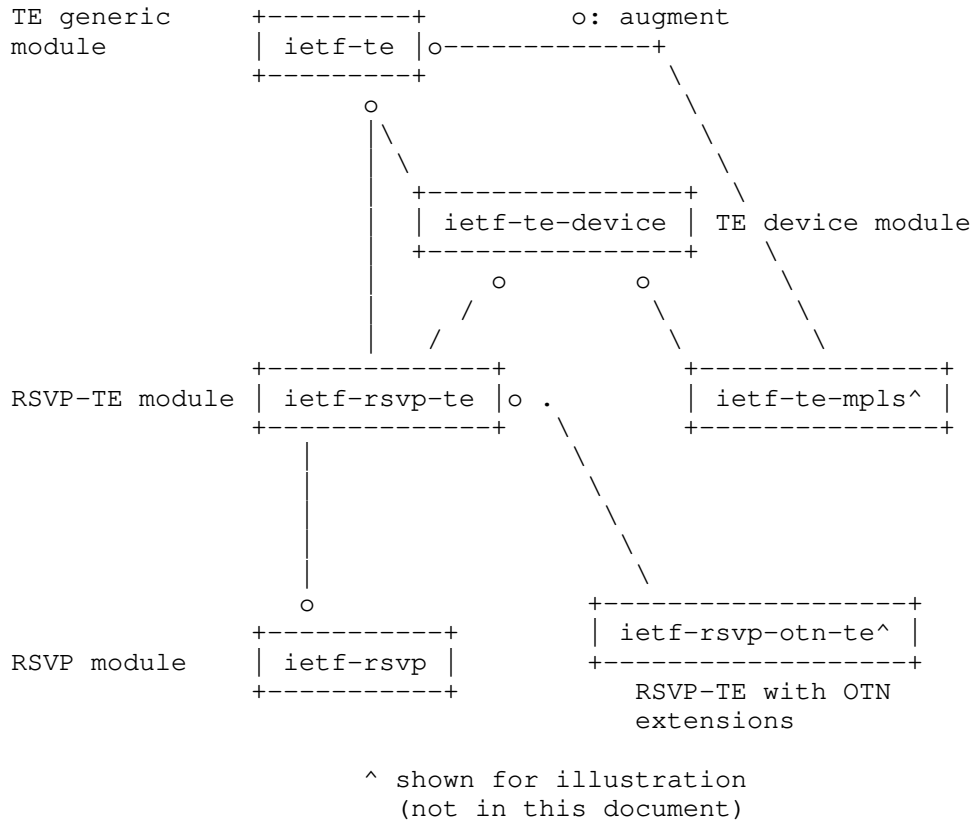 TE generic        o: augment
module     ietf-te
ietf-te-device   TE device module
RSVP-TE module   ietf-rsvp-te   ietf-te-mpls^
RSVP module   ietf-rsvp   ietf-rsvp-otn-te^
RSVP-TE with OTN
extensions
^ shown for illustration
(not in this document)